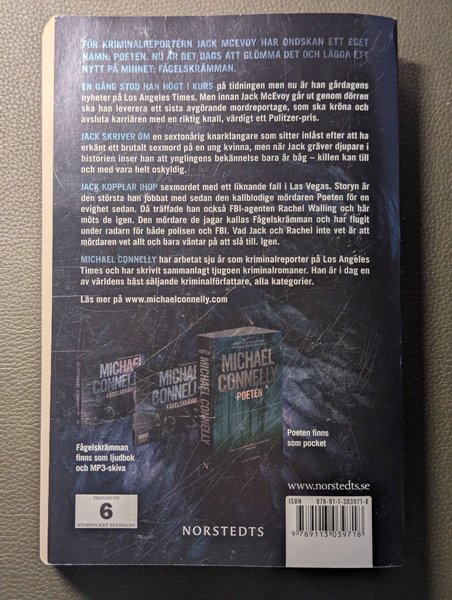 FÖR KRIMINALREPORTERN JACK MCEVOY HAR ONDSKAN ETT EGET
NAMN: POETEN. NU ÄR DET DAGS ATT GLÖMMA DET OCH LÄGGA ETT
NYTT PÅ MINNET: FÅGELSKRÄMMAN.
EN GÅNG STOD HAN HÖGT I KURS på tidningen men nu är han gårdagens
nyheter på Los Angeles Times. Men innan Jack McEvoy går ut genom dörren
ska han leverera ett sista avgörande mordreportage, som ska kröna och
avsluta karriären med en riktig knall, värdigt ett Pulitzer-pris.
JACK SKRIVER OM en sextonårig knarklangare som sitter inlåst efter att ha
erkänt ett brutalt sexmord på en ung kvinna, men när Jack gräver djupare i
historien inser han att ynglingens bekännelse bara är båg – killen kan till
och med vara helt oskyldig.
JACK KOPPLAR IHOP sexmordet med ett liknande fall i Las Vegas. Storyn är
den största han jobbat med sedan den kallblodige mördaren Poeten för en
evighet sedan. Då träffade han också FBI-agenten Rachel Walling och här
möts de igen. Den mördare de jagar kallas Fågelskrämman och har flugit
under radarn för både polisen och FBI. Vad Jack och Rachel inte vet är att
mördaren vet allt och bara väntar på att slå till. Igen.
MICHAEL CONNELLY har arbetat sju år som kriminalreporter på Los Angeles
Times och har skrivit sammanlagt tjugoen kriminalromaner. Han är i dag en
av världens bäst säljande kriminalförfattare, alla kategorier.
Läs mer på www.michaelconnelly.com
MICHAEL
CONNELLY
FÅGELSKRÄMMAN
MICHAEL
CONNELLY
FÅGELSKRÄMM
MICHAEL CONNELLY
MICHAEL
CONNELLY
POETEN
Fågelskrämman
finns som ljudbok
och MP3-skiva
Poeten finns
som pocket
PRISGRUPP
6
STORPOCKET STANDARD
NORSTEDTS
www.norstedts.se
ISBN 978-91-1-303971-8
9 789113 039718